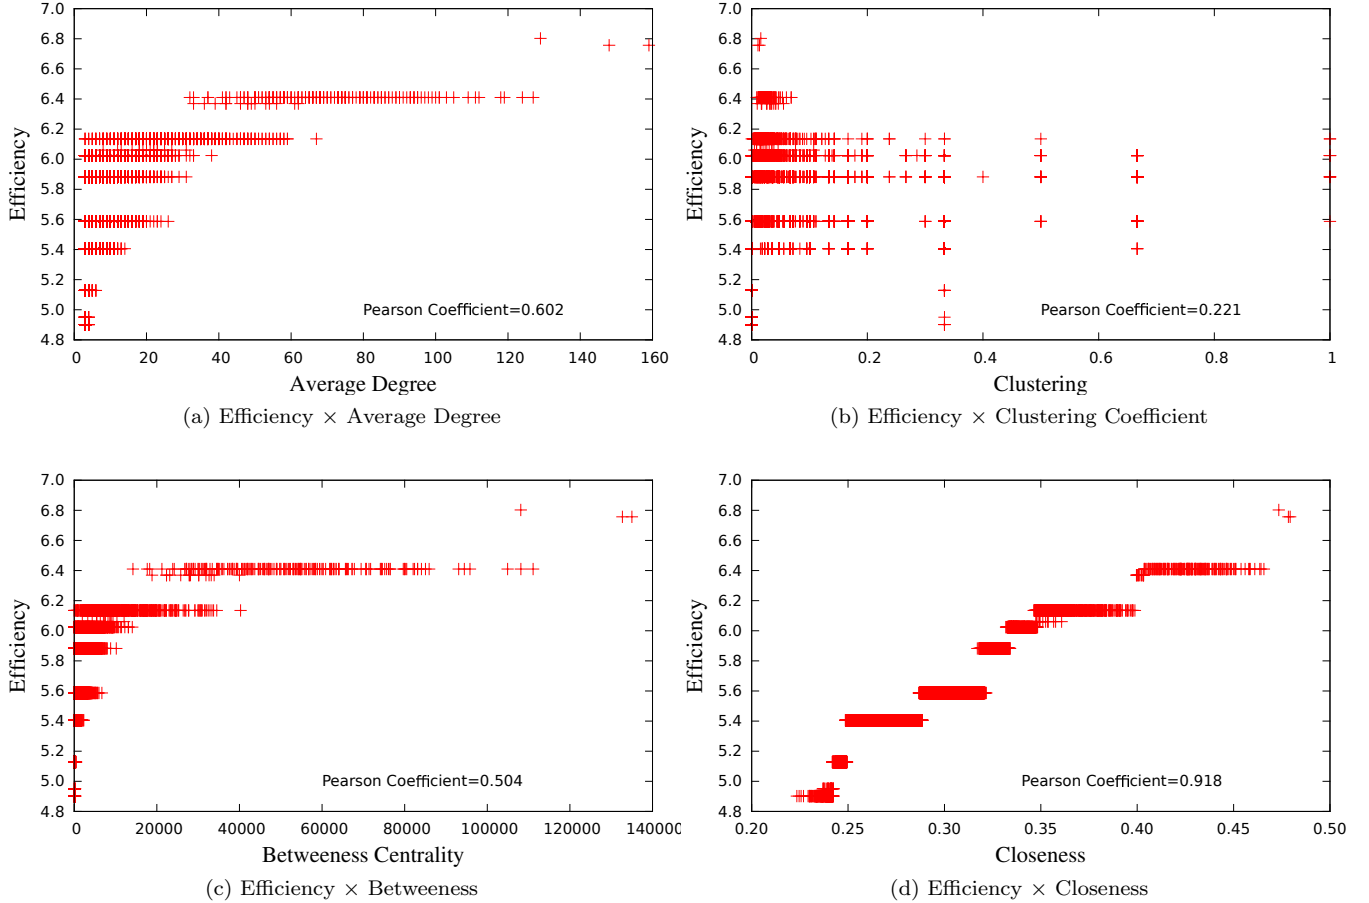 7.0
6.8
6.6
6.4
6.2
6.0
5.8
5.6
5.4
5.2
5.0
4.8
Efficiency
Pearson Coefficient=0.602
0 20 40 60 80 100 120 140 160
Average Degree
(a) Efficiency × Average Degree
7.0
6.8
6.6
6.4
6.2
6.0
5.8
5.6
5.4
5.2
5.0
4.8
Efficiency
Pearson Coefficient=0.221
0 0.2 0.4 0.6 0.8 1
Clustering
(b) Efficiency × Clustering Coefficient
7.0
6.8
6.6
6.4
6.2
6.0
5.8
5.6
5.4
5.2
5.0
4.8
Efficiency
Pearson Coefficient=0.504
0 20000 40000 60000 80000 100000 120000 140000
Betweeness Centrality
(c) Efficiency × Betweeness
7.0
6.8
6.6
6.4
6.2
6.0
5.8
5.6
5.4
5.2
5.0
4.8
Efficiency
Pearson Coefficient=0.918
0.20 0.25 0.30 0.35 0.40 0.45 0.50
Closeness
(d) Efficiency × Closeness